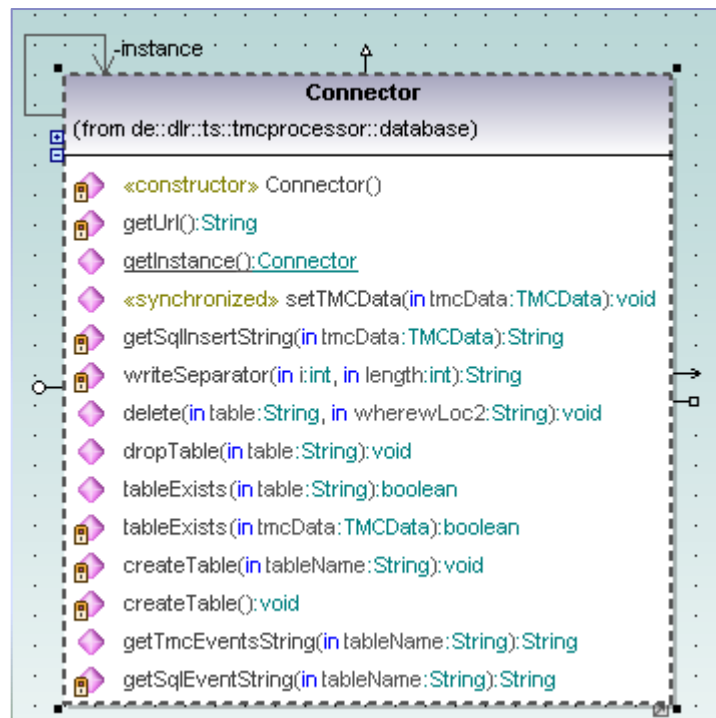 -instance
Connector
(from de::dlr::ts::tmcprocessor::database)
«constructor» Connector()
getUrl():String
getInstance():Connector
«synchronized» setTMCData(in tmcData:TMCData):void
getSqlInsertString(in tmcData:TMCData):String
writeSeparator(in i:int, in length:int):String
delete(in table:String, in wherewLoc2:String):void
dropTable(in table:String):void
tableExists(in table:String):boolean
tableExists(in tmcData:TMCData):boolean
createTable(in tableName:String):void
createTable():void
getTmcEventsString(in tableName:String):String
getSqlEventString(in tableName:String):String